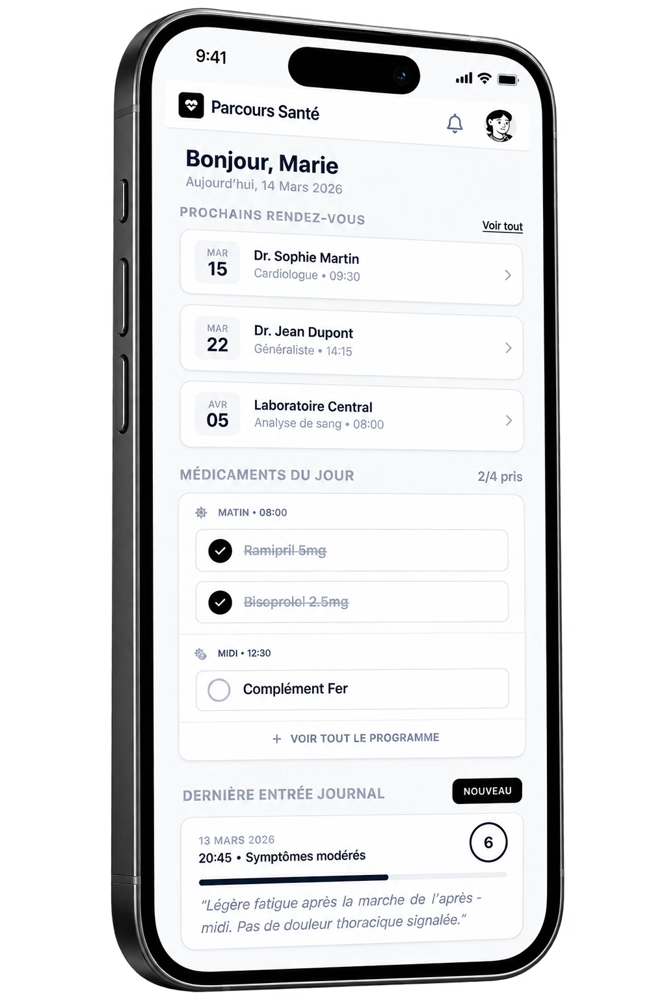 9:41
Parcours Santé
Bonjour, Marie
Aujourd’hui, 14 Mars 2026
PROCHAINS RENDEZ-VOUS
Voir tout
MAR
15
Dr. Sophie Martin
Cardiologue • 09:30
MAR
22
Dr. Jean Dupont
Généraliste • 14:15
AVR
05
Laboratoire Central
Analyse de sang • 08:00
MÉDICAMENTS DU JOUR
2/4 pris
MATIN • 08:00
Ramipril 5mg
Bisoprolol 2.5mg
MIDI • 12:30
Complément Fer
+ VOIR TOUT LE PROGRAMME
DERNIÈRE ENTRÉE JOURNAL
NOUVEAU
13 MARS 2026
20:45 • Symptômes modérés
6
“Légère fatigue après la marche de l’après -
midi. Pas de douleur thoracique signalée.”